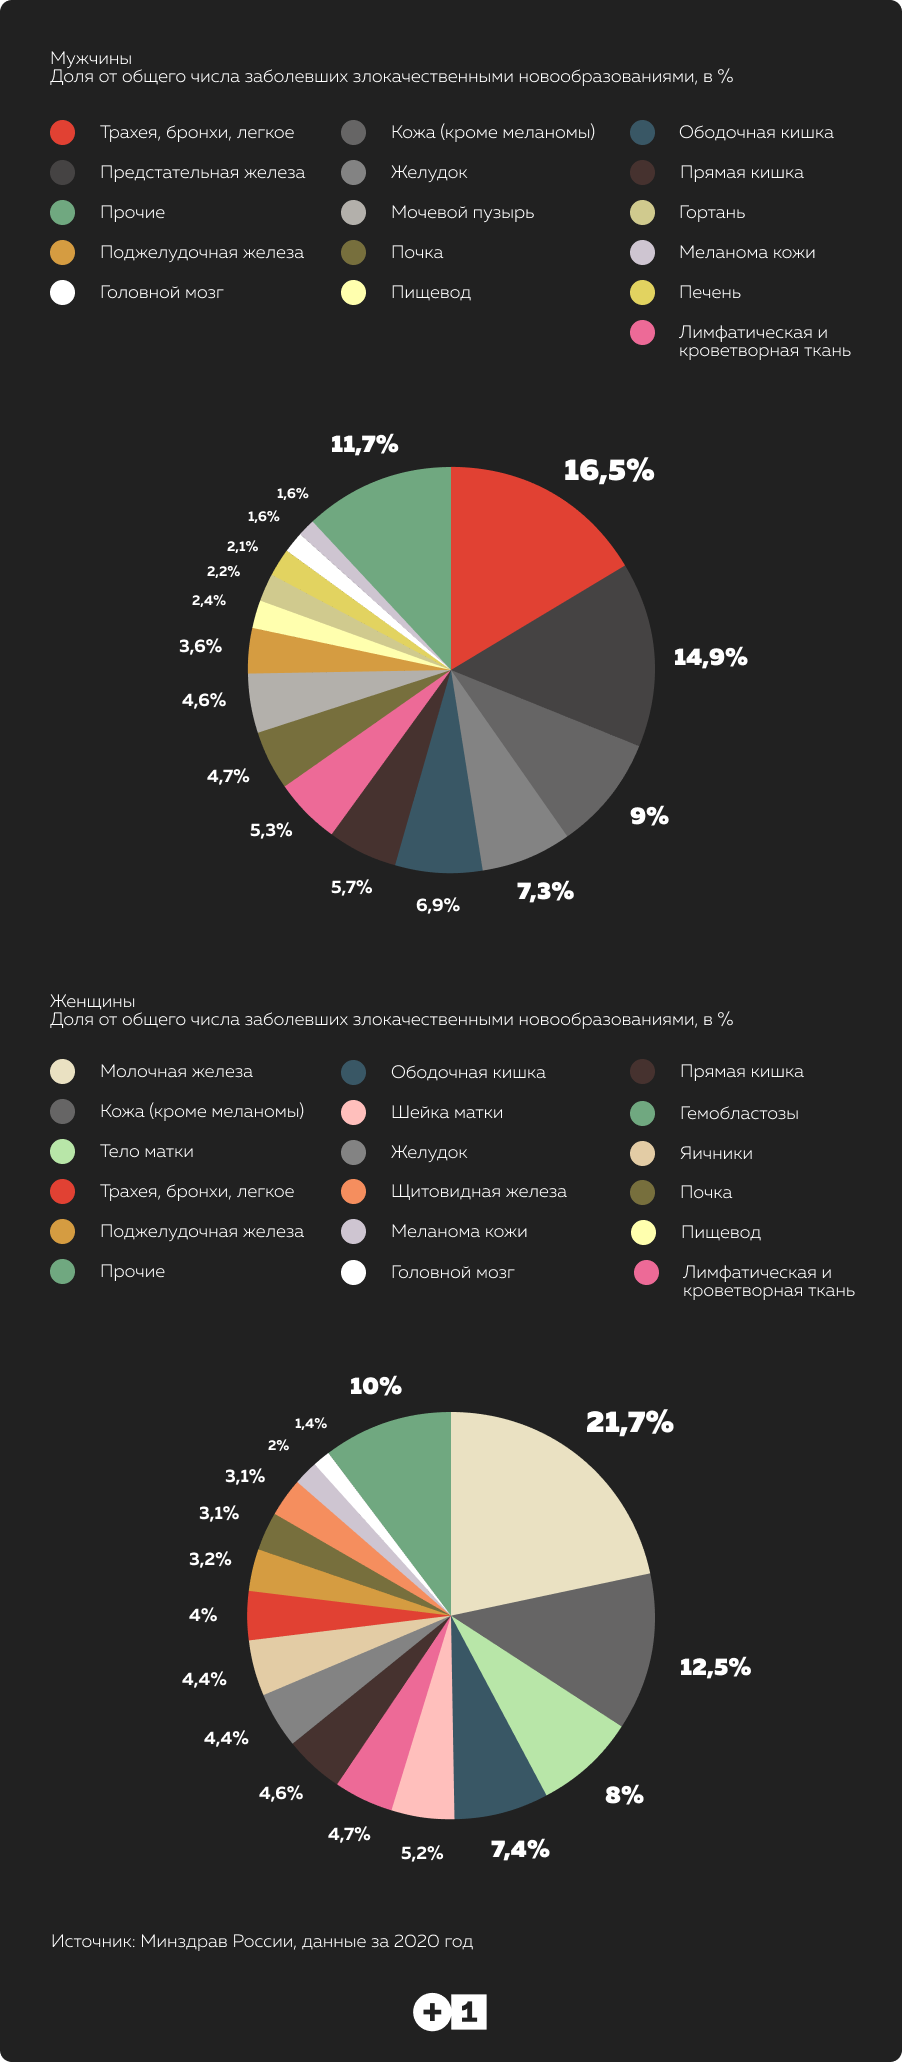 Мужчины
Доля от общего числа заболевших злокачественными новообразованиями, в %
Трахея, бронхи, легкое
Предстательная железа
Прочие
Поджелудочная железа
Головной мозг
Кожа (кроме меланомы)
Желудок
Мочевой пузырь
Почка
Пищевод
Ободочная кишка
Прямая кишка
Гортань
Меланома кожи
Печень
Лимфатическая и
кроветворная ткань
11,7%
16,5%
1,6%
1,6%
2,1%
2,2%
2,4%
3,6%
14,9%
4,6%
4,7%
9%
5,3%
5,7%
7,3%
6,9%
Женщины
Доля от общего числа заболевших злокачественными новообразованиями, в %
Молочная железа
Кожа (кроме меланомы)
Тело матки
Трахея, бронхи, легкое
Поджелудочная железа
Прочие
Ободочная кишка
Шейка матки
Желудок
Щитовидная железа
Меланома кожи
Головной мозг
Прямая кишка
Гемобластозы
Яичники
Почка
Пищевод
Лимфатическая и
кроветворная ткань
10%
21,7%
1,4%
2%
3,1%
3,1%
3,2%
4%
12,5%
4,4%
4,4%
4,6%
8%
4,7%
5,2%
7,4%
Источник: Минздрав России, данные за 2020 год
+1